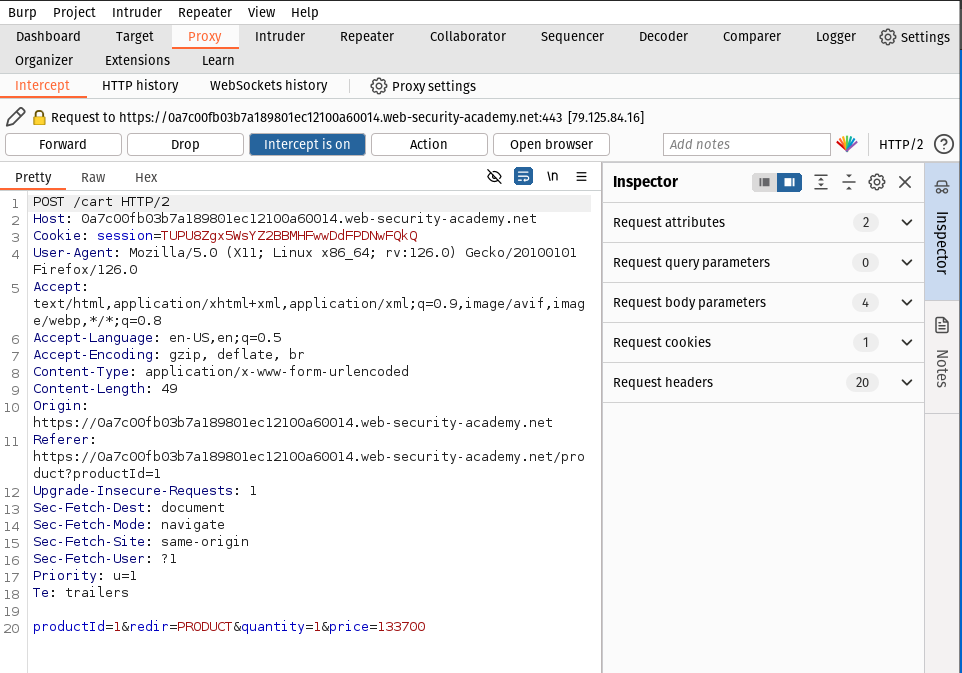 Burp Project Intruder Repeater View Help
Dashboard Target Proxy Intruder Repeater Collaborator Sequencer Decoder Comparer Logger Settings
Organizer Extensions Learn
Intercept HTTP history WebSockets history Proxy settings
Request to https://0a7c00fb03b7a189801ec12100a60014.web-security-academy.net:443 [79.125.84.16]
Forward Drop Intercept is on Action Open browser Add notes HTTP/2 ?
Pretty Raw Hex \n
1 POST /cart HTTP/2
2 Host: 0a7c00fb03b7a189801ec12100a60014.web-security-academy.net
3 Cookie: session=TUPU8Zgx5WsYZ2BBMHFwwDdFPDNwFQkQ
4 User-Agent: Mozilla/5.0 (X11; Linux x86_64; rv:126.0) Gecko/20100101
Firefox/126.0
5 Accept:
text/html,application/xhtml+xml,application/xml;q=0.9,image/avif,imag
e/webp,*/*;q=0.8
6 Accept-Language: en-US,en;q=0.5
7 Accept-Encoding: gzip, deflate, br
8 Content-Type: application/x-www-form-urlencoded
9 Content-Length: 49
10 Origin:
https://0a7c00fb03b7a189801ec12100a60014.web-security-academy.net
11 Referer:
https://0a7c00fb03b7a189801ec12100a60014.web-security-academy.net/pro
duct?productId=1
12 Upgrade-Insecure-Requests: 1
13 Sec-Fetch-Dest: document
14 Sec-Fetch-Mode: navigate
15 Sec-Fetch-Site: same-origin
16 Sec-Fetch-User: ?1
17 Priority: u=1
18 Te: trailers
19
20 productId=1&redir=PRODUCT&quantity=1&price=133700
Inspector
Request attributes 2
Request query parameters 0
Request body parameters 4
Request cookies 1
Request headers 20
Inspector
Notes